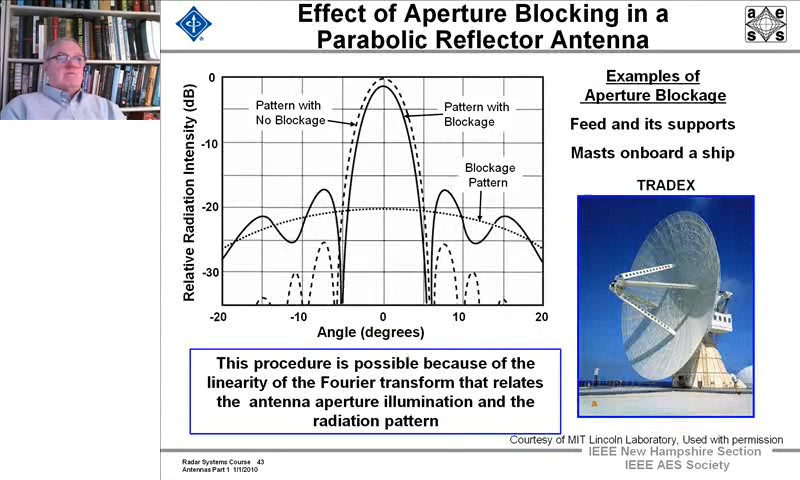 Effect of Aperture Blocking in a
Parabolic Reflector Antenna
a e
s s
Relative Radiation Intensity (dB)
0
-10
-20
-30
Pattern with
No Blockage
Pattern with
Blockage
Blockage
Pattern
-20
-10
0
10
20
Angle (degrees)
Examples of
Aperture Blockage
Feed and its supports
Masts onboard a ship
TRADEX
This procedure is possible because of the
linearity of the Fourier transform that relates
the antenna aperture illumination and the
radiation pattern
Courtesy of MIT Lincoln Laboratory, Used with permission
Radar Systems Course 43
Antennas Part 1 1/1/2010
IEEE New Hampshire Section
IEEE AES Society